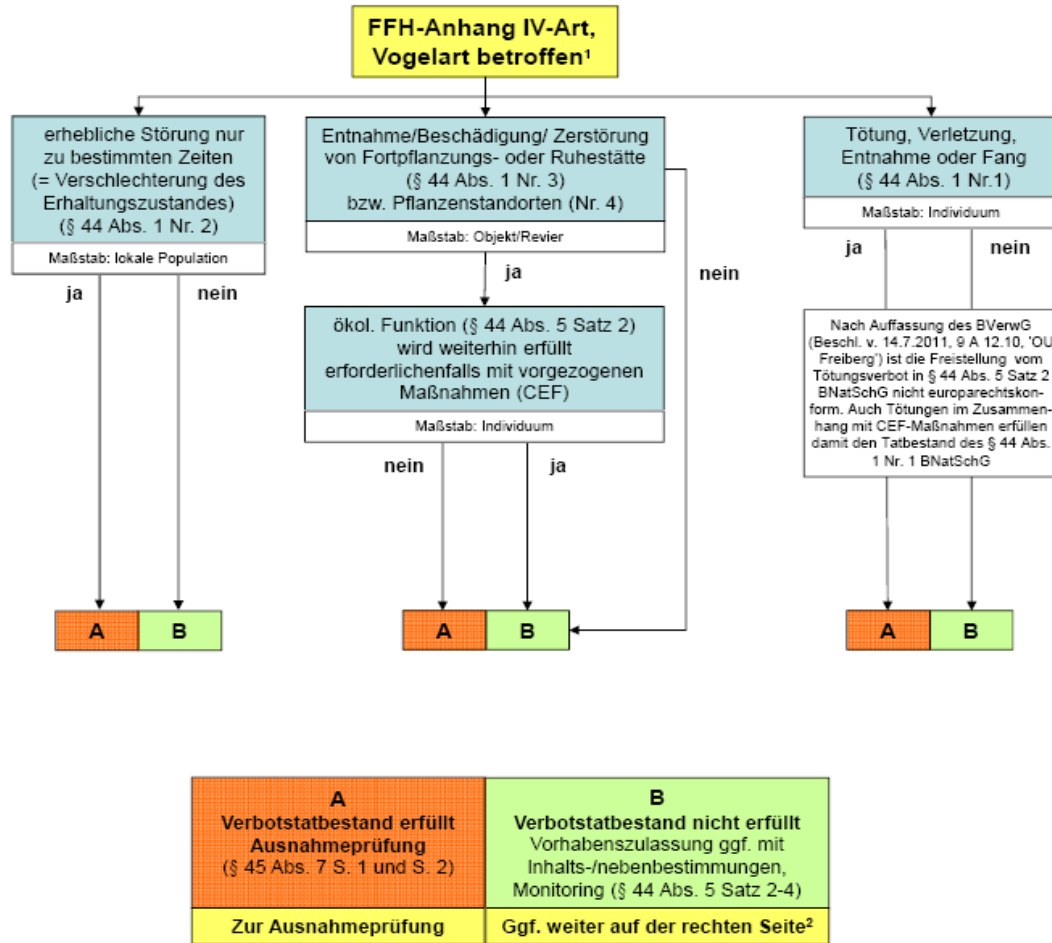 FFH-Anhang IV-Art,
Vogelart betroffen¹
erhebliche Störung nur
zu bestimmten Zeiten
(= Verschlechterung des
Erhaltungszustandes)
(§ 44 Abs. 1 Nr. 2)
Maßstab: lokale Population
ja
nein
A
B
Entnahme/Beschädigung/ Zerstörung
von Fortpflanzungs- oder Ruhestätte
(§ 44 Abs. 1 Nr. 3)
bzw. Pflanzenstandorten (Nr. 4)
Maßstab: Objekt/Revier
ja
nein
ökol. Funktion (§ 44 Abs. 5 Satz 2)
wird weiterhin erfüllt
erforderlichenfalls mit vorgezogenen
Maßnahmen (CEF)
Maßstab: Individuum
nein
ja
A
B
Tötung, Verletzung,
Entnahme oder Fang
(§ 44 Abs. 1 Nr.1)
Maßstab: Individuum
ja
nein
Nach Auffassung des BVerwG
(Beschl. v. 14.7.2011, 9 A 12.10, 'OU
Freiberg') ist die Freistellung vom
Tötungsverbot in § 44 Abs. 5 Satz 2
BNatSchG nicht europarechtskon-
form. Auch Tötungen im Zusammen-
hang mit CEF-Maßnahmen erfüllen
damit den Tatbestand des § 44 Abs.
1 Nr. 1 BNatSchG
A
B
A
Verbotstatbestand erfüllt
Ausnahmeprüfung
(§ 45 Abs. 7 S. 1 und S. 2)
Zur Ausnahmeprüfung
B
Verbotstatbestand nicht erfüllt
Vorhabenszulassung ggf. mit
Inhalts-/nebenbestimmungen,
Monitoring (§ 44 Abs. 5 Satz 2-4)
Ggf. weiter auf der rechten Seite²